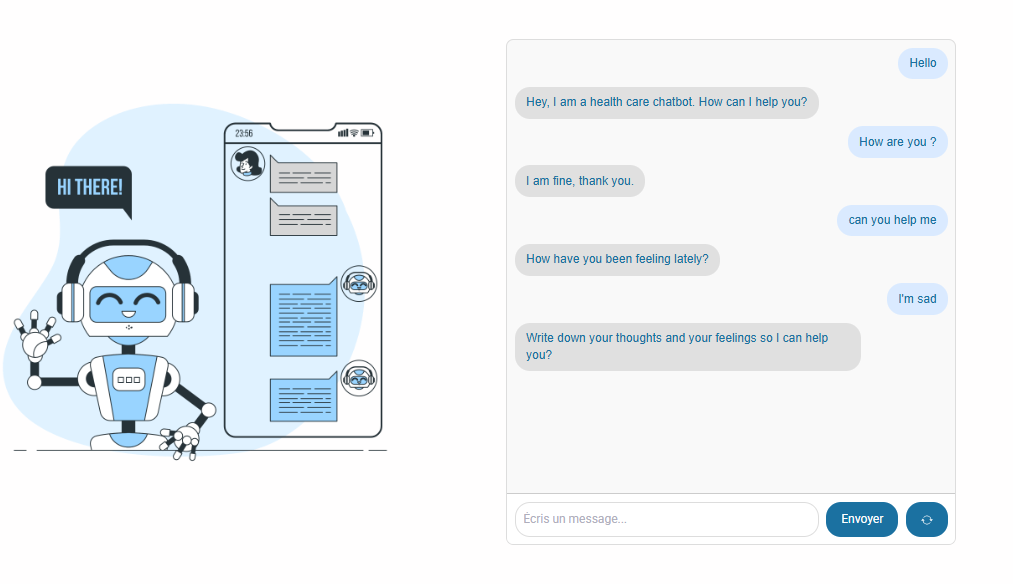 HI THERE!
23:56
Hello
Hey, I am a health care chatbot. How can I help you?
How are you ?
I am fine, thank you.
can you help me
How have you been feeling lately?
I'm sad
Write down your thoughts and your feelings so I can help
you?
Écris un message...
Envoyer